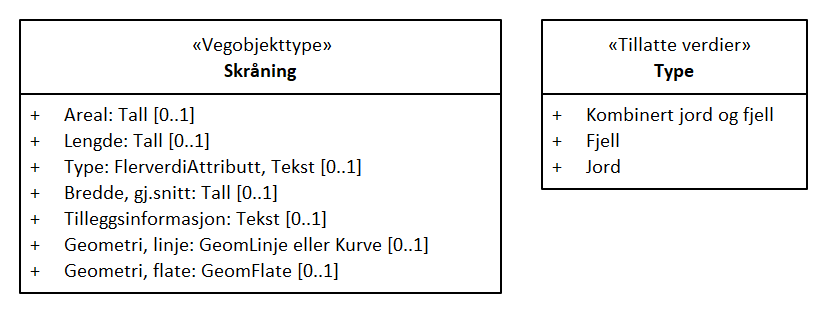 «Vegobjekttype»
Skråning
+ Areal: Tall [0..1]
+ Lengde: Tall [0..1]
+ Type: FlerverdiAttributt, Tekst [0..1]
+ Bredde, gj.snitt: Tall [0..1]
+ Tilleggsinformasjon: Tekst [0..1]
+ Geometri, linje: GeomLinje eller Kurve [0..1]
+ Geometri, flate: GeomFlate [0..1]
«Tillatte verdier»
Type
+ Kombinert jord og fjell
+ Fjell
+ Jord